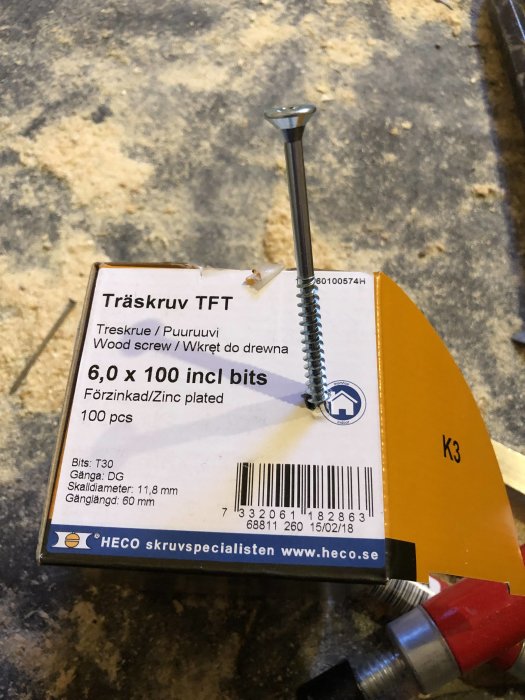 60100574H
Träskruv TFT
Treskrue / Puuruuvi
Wood screw / Wkręt do drewna
6,0 x 100 incl bits
Förzinkad/Zinc plated
100 pcs
Bits: T30
Gänga: DG
Skalldiameter: 11,8 mm
Gänglängd: 60 mm
7 332061 182863
68811 260 15/02/18
HECO skruvspecialisten www.heco.se
K3